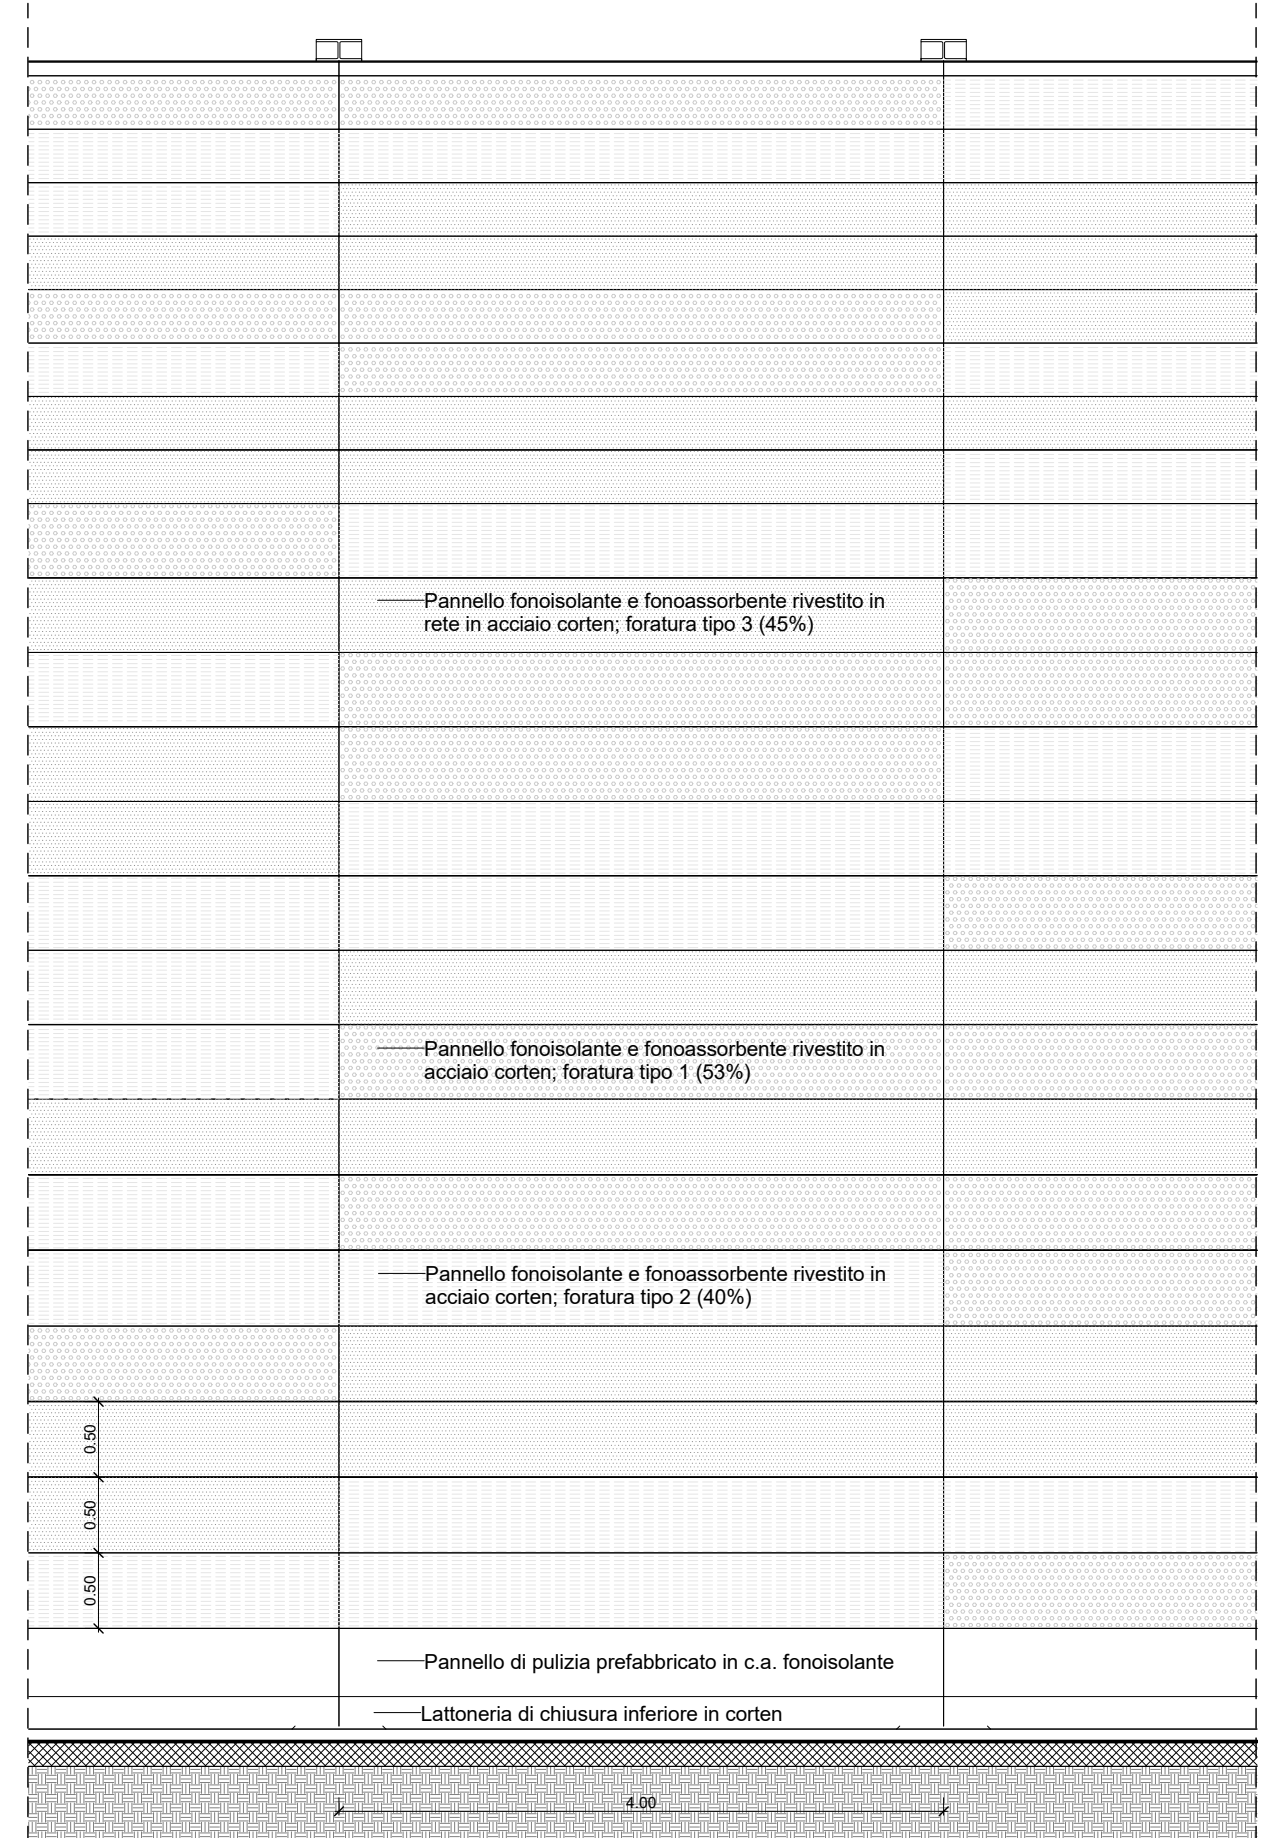 Pannello fonoisolante e fonoassorbente rivestito in
rete in acciaio corten; foratura tipo 3 (45%)
Pannello fonoisolante e fonoassorbente rivestito in
acciaio corten; foratura tipo 1 (53%)
Pannello fonoisolante e fonoassorbente rivestito in
acciaio corten; foratura tipo 2 (40%)
0.50
0.50
0.50
Pannello di pulizia prefabbricato in c.a. fonoisolante
Lattoneria di chiusura inferiore in corten
4.00